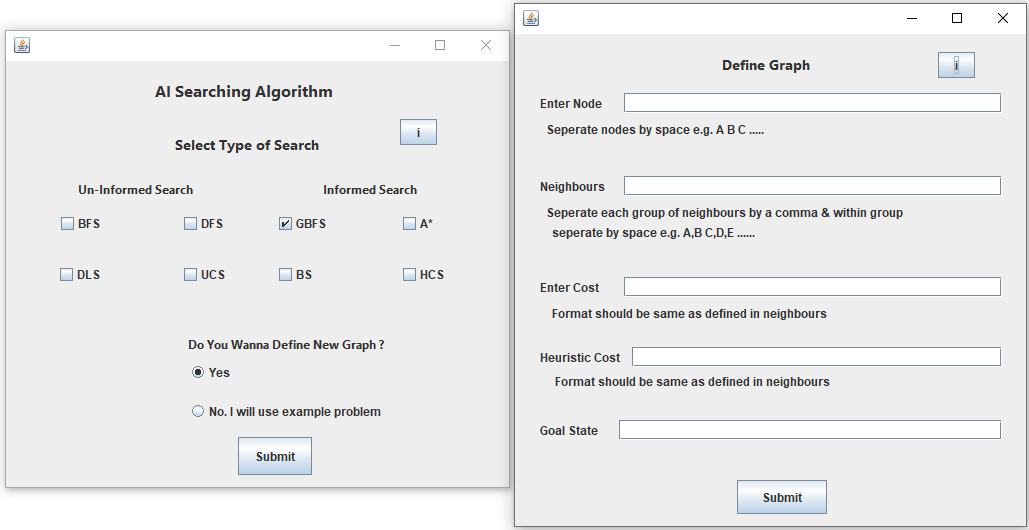 AI Searching Algorithm
i
Select Type of Search
Un-Informed Search Informed Search
BFS DFS GBFS A*
DLS UCS BS HCS
Do You Wanna Define New Graph ?
Yes
No. I will use example problem
Submit
Define Graph
i
Enter Node
Seperate nodes by space e.g. A B C .....
Neighbours
Seperate each group of neighbours by a comma & within group
seperate by space e.g. A,B C,D,E ......
Enter Cost
Format should be same as defined in neighbours
Heuristic Cost
Format should be same as defined in neighbours
Goal State
Submit